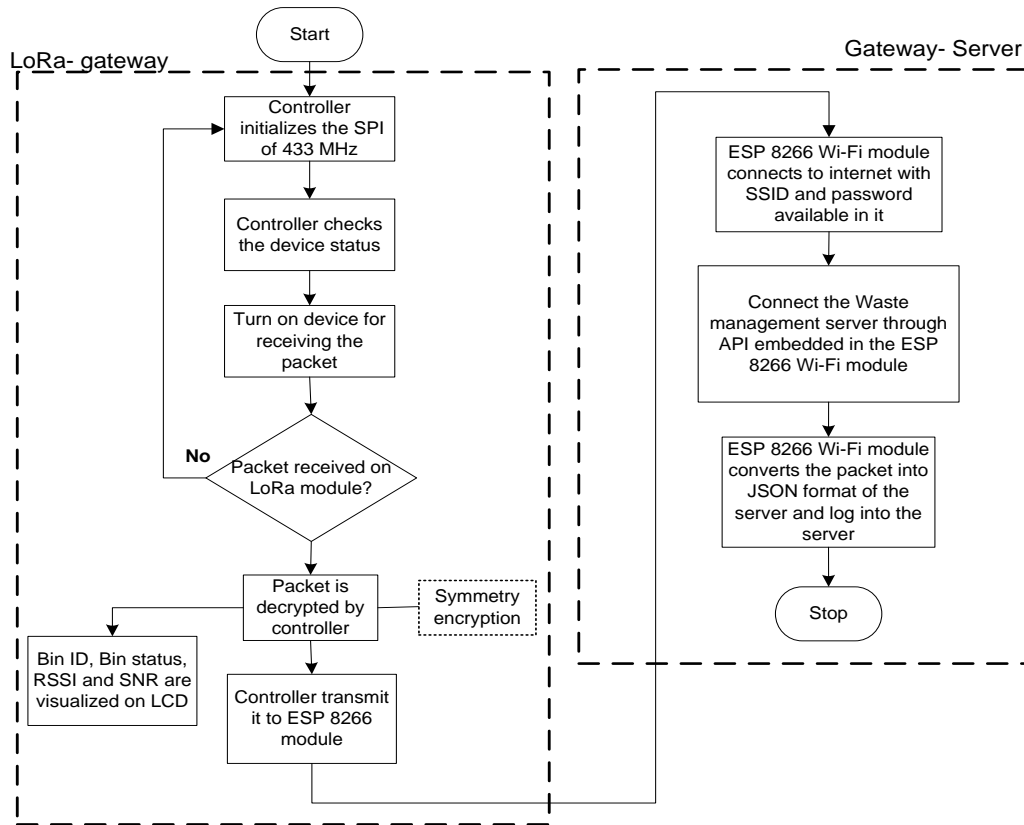 Start
LoRa- gateway
Controller
initializes the SPI
of 433 MHz
Controller checks
the device status
Turn on device for
receiving the
packet
No
Packet received on
LoRa module?
Packet is
decrypted by
controller
Symmetry
encryption
Bin ID, Bin status,
RSSI and SNR are
visualized on LCD
Controller transmit
it to ESP 8266
module
Gateway- Server
ESP 8266 Wi-Fi module
connects to internet with
SSID and password
available in it
Connect the Waste
management server through
API embedded in the ESP
8266 Wi-Fi module
ESP 8266 Wi-Fi module
converts the packet into
JSON format of the
server and log into the
server
Stop